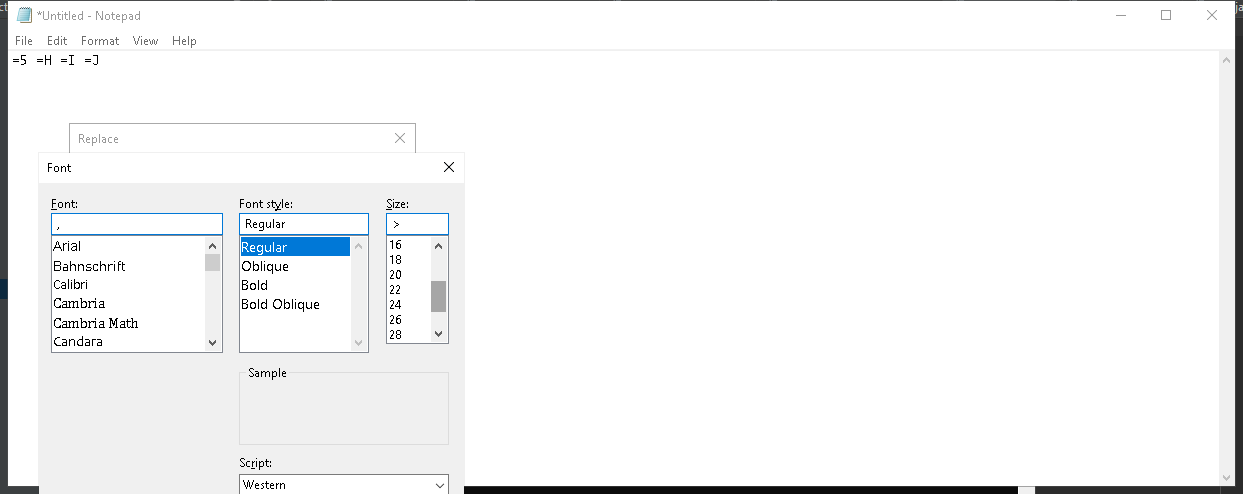 *Untitled - Notepad
File Edit Format View Help
=5 =H =I =J
Replace
Font
Font: Font style: Size:
, Regular >
Arial Regular 16
Bahnschrift Oblique 18
Calibri Bold 20
Cambria Bold Oblique 22
Cambria Math 24
Candara 26
28
Sample
Script:
Western